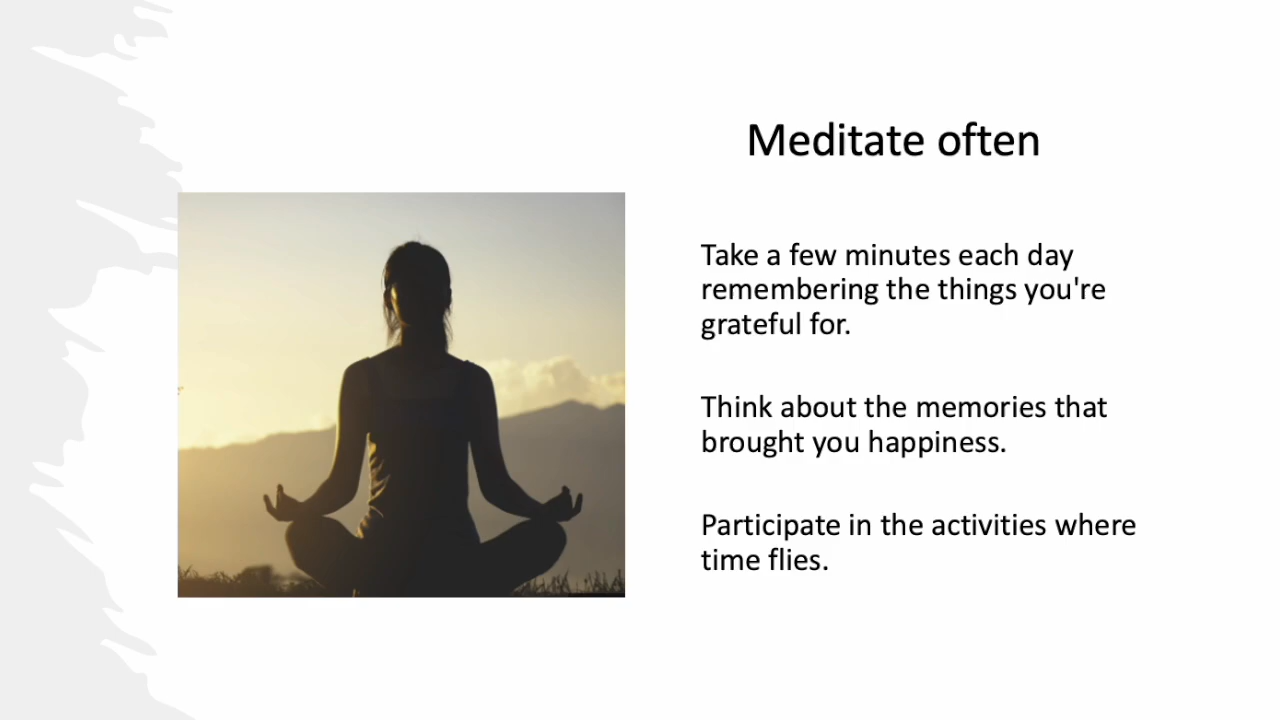 Meditate often
Take a few minutes each day
remembering the things you're
grateful for.
Think about the memories that
brought you happiness.
Participate in the activities where
time flies.